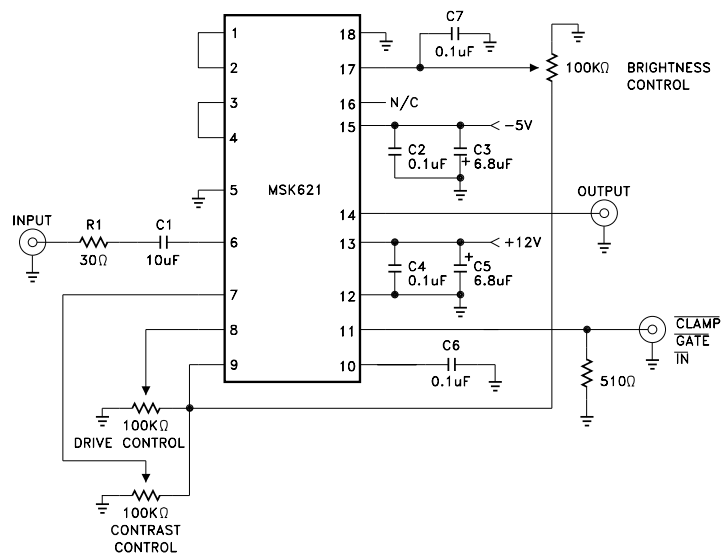 C7
0.1uF
1
2
3
4
5
6
7
8
9
18
17
16
15
14
13
12
11
10
MSK621
100KΩ
BRIGHTNESS
CONTROL
N/C
-5V
C2
0.1uF
C3
+
6.8uF
OUTPUT
INPUT
R1
30Ω
C1
10uF
+12V
C4
0.1uF
+
C5
6.8uF
CLAMP
GATE
IN
C6
0.1uF
510Ω
100KΩ
DRIVE CONTROL
100KΩ
CONTRAST
CONTROL